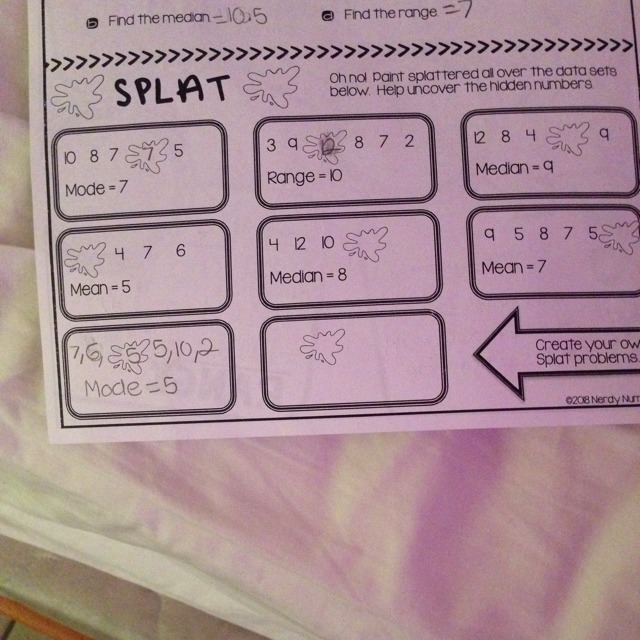 b Find the median =10.5
d Find the range =7
SPLAT
Oh no! Paint splattered all over the data sets
below. Help uncover the hidden numbers
10 8 7 7 5
Mode = 7
3 9 12 8 7 2
Range = 10
12 8 4 9
Median = 9
4 7 6
Mean = 5
4 12 10
Median = 8
9 5 8 7 5
Mean = 7
7, 6, 5 5, 10, 2
Mode = 5
Create your ow
Splat problems.
©2018 Nerdy Num